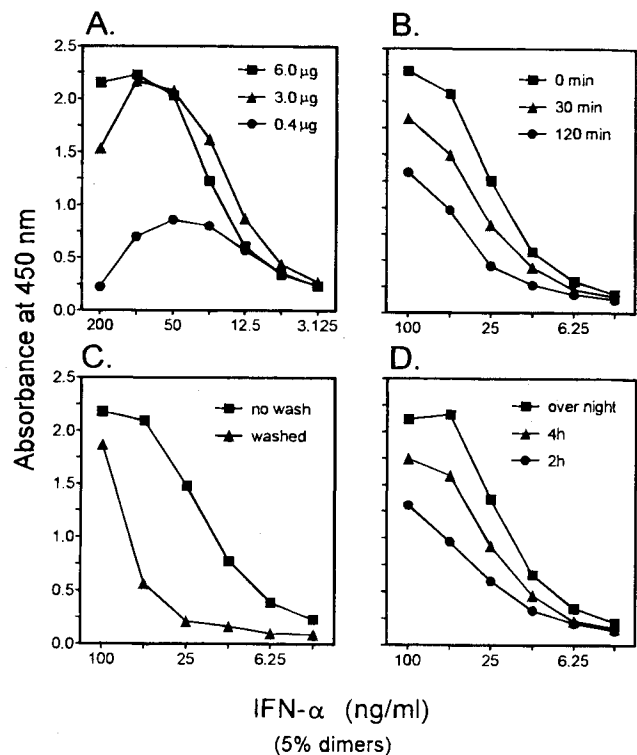 A.
6.0 µg
3.0 µg
0.4 µg
2.5
2.0
1.5
1.0
0.5
0.0
200
50
12.5
3.125
B.
0 min
30 min
120 min
100
25
6.25
C.
no wash
washed
2.5
2.0
1.5
1.0
0.5
0.0
100
25
6.25
D.
over night
4h
2h
100
25
6.25
Absorbance at 450 nm
IFN-α (ng/ml)
(5% dimers)